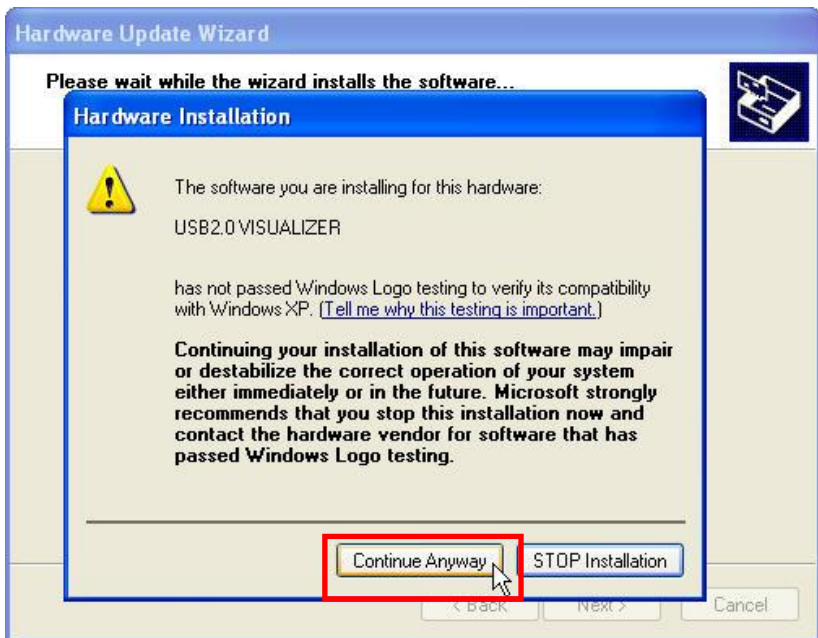 Hardware Update Wizard
Please wait while the wizard installs the software...
Hardware Installation
The software you are installing for this hardware:
USB2.0 VISUALIZER
has not passed Windows Logo testing to verify its compatibility
with Windows XP. (Tell me why this testing is important.)
Continuing your installation of this software may impair
or destabilize the correct operation of your system
either immediately or in the future. Microsoft strongly
recommends that you stop this installation now and
contact the hardware vendor for software that has
passed Windows Logo testing.
Continue Anyway
STOP Installation
< Back
Next >
Cancel